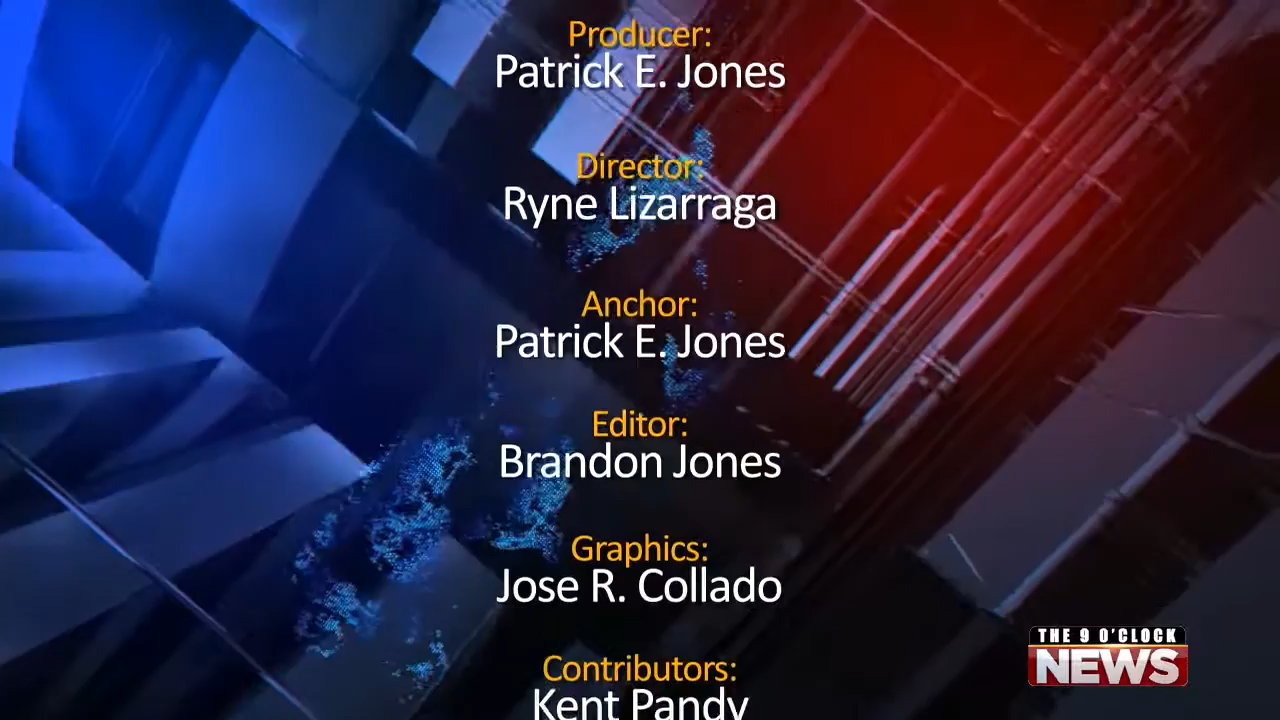 Producer:
Patrick E. Jones
Director:
Ryne Lizarraga
Anchor:
Patrick E. Jones
Editor:
Brandon Jones
Graphics:
Jose R. Collado
Contributors:
Kent Pandy
THE 9 O'CLOCK
NEWS